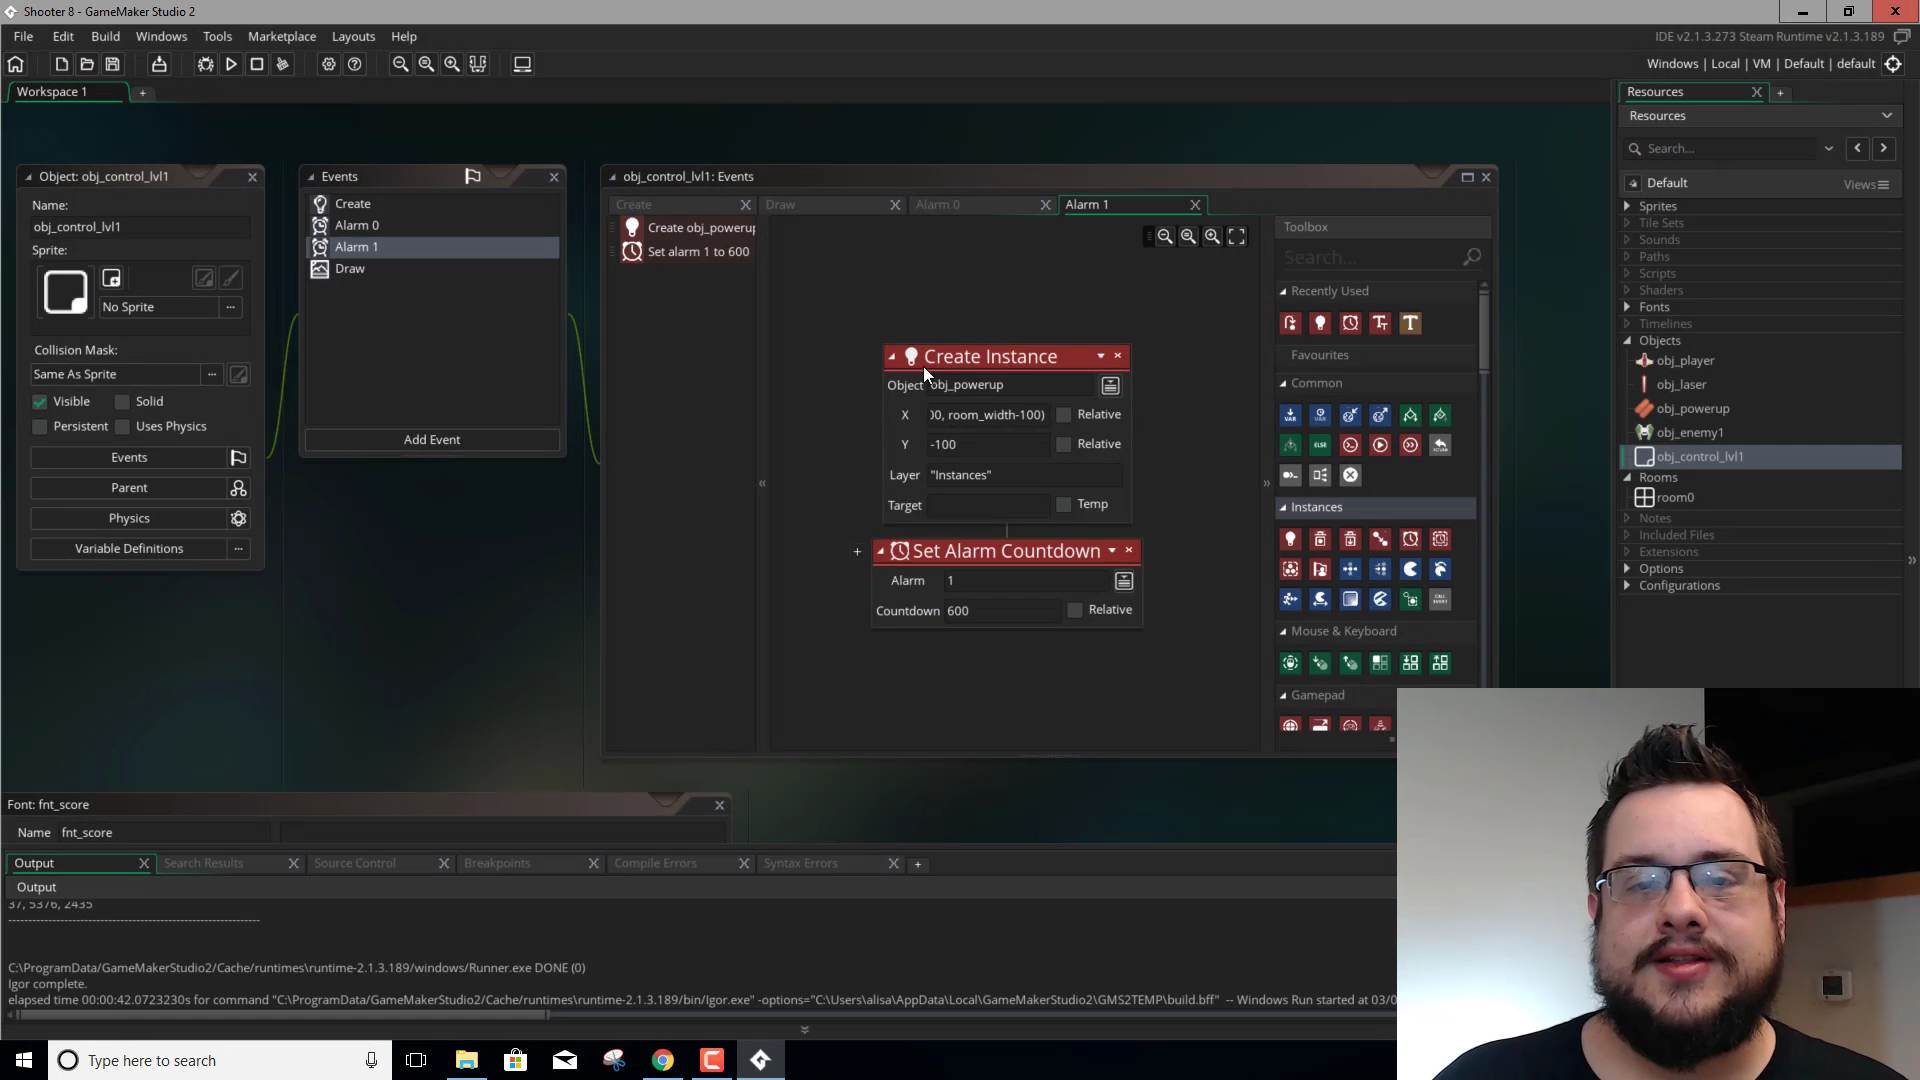 Shooter 8 - GameMaker Studio 2
File Edit Build Windows Tools Marketplace Layouts Help
IDE v2.1.3.273 Steam Runtime v2.1.3.189
Windows | Local | VM | Default | default
Workspace 1
Resources
Resources
Search...
Default
Views
Sprites
Tile Sets
Sounds
Paths
Scripts
Shaders
Fonts
Timelines
Objects
obj_player
obj_laser
obj_powerup
obj_enemy1
obj_control_lvl1
Rooms
room0
Notes
Included Files
Extensions
Options
Configurations
Object: obj_control_lvl1
Name:
obj_control_lvl1
Sprite:
No Sprite
Collision Mask:
Same As Sprite
Visible
Solid
Persistent
Uses Physics
Events
Parent
Physics
Variable Definitions
Events
Create
Alarm 0
Alarm 1
Draw
Add Event
obj_control_lvl1: Events
Create
Draw
Alarm 0
Alarm 1
Create obj_powerup
Set alarm 1 to 600
Create Instance
Object obj_powerup
X 00, room_width-100) Relative
Y -100 Relative
Layer "Instances"
Target Temp
Set Alarm Countdown
Alarm 1
Countdown 600 Relative
Toolbox
Search...
Recently Used
Favourites
Common
VAR
VAR
ELSE
Instances
Mouse & Keyboard
Gamepad
Font: fnt_score
Name fnt_score
Output Search Results Source Control Breakpoints Compile Errors Syntax Errors
Output
37, 5376, 2435
C:\ProgramData/GameMakerStudio2/Cache/runtimes\runtime-2.1.3.189/windows/Runner.exe DONE (0)
Igor complete.
elapsed time 00:00:42.0723230s for command "C:\ProgramData/GameMakerStudio2/Cache/runtimes\runtime-2.1.3.189/bin/Igor.exe" -options="C:\Users\alisa\AppData\Local\GameMakerStudio2\GMS2TEMP\build.bff" -- Windows Run started at 03/0
Type here to search